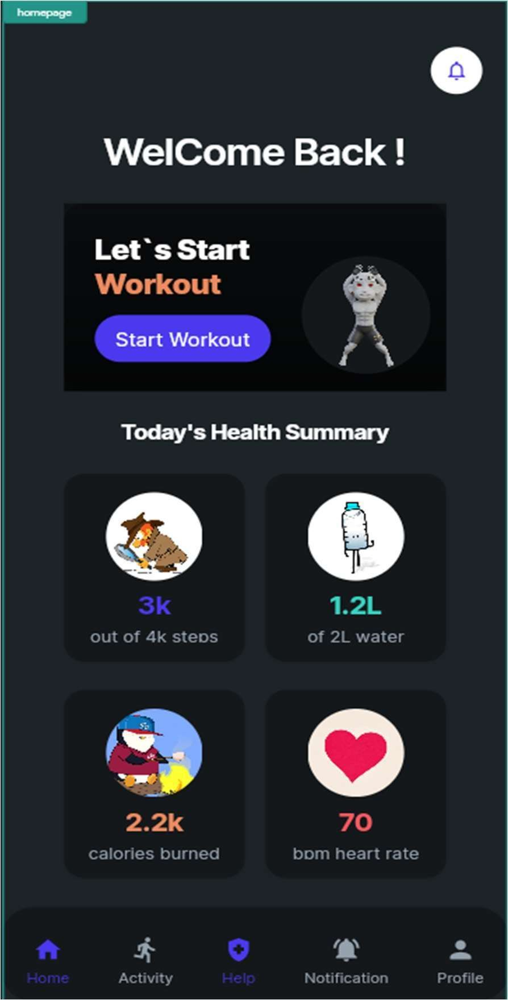 homepage
WelCome Back !
Let`s Start
Workout
Start Workout
Today's Health Summary
3k
out of 4k steps
1.2L
of 2L water
2.2k
calories burned
70
bpm heart rate
Home
Activity
Help
Notification
Profile